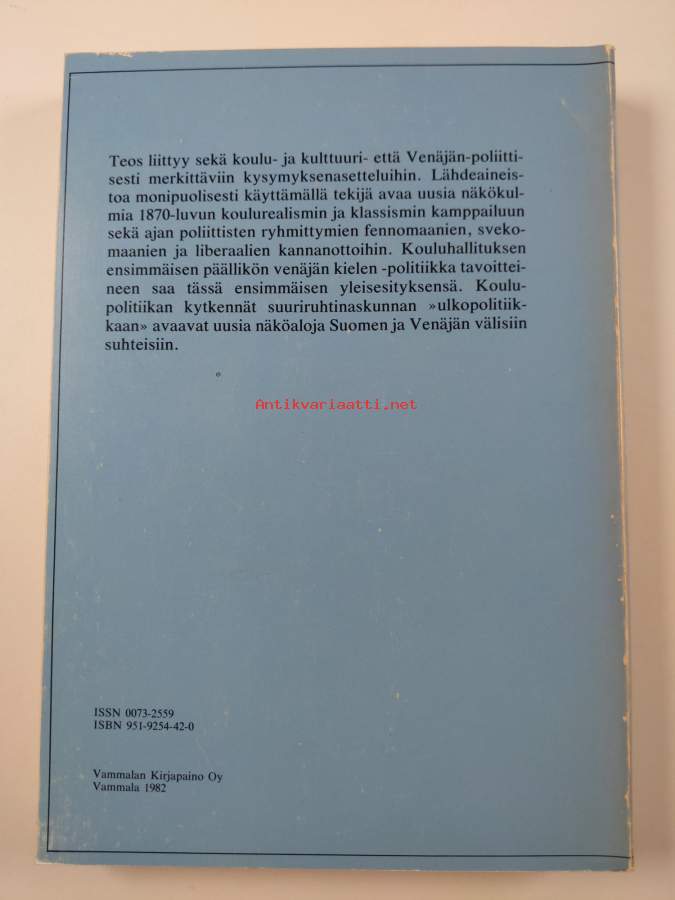 Teos liittyy sekä koulu- ja kulttuuri- että Venäjän-poliitti-
sesti merkittäviin kysymyksenasetteluihin. Lähdeaineis-
toa monipuolisesti käyttämällä tekijä avaa uusia näkökul-
mia 1870-luvun koulurealismin ja klassismin kamppailuun
sekä ajan poliittisten ryhmittymien fennomaanien, sveko-
maanien ja liberaalien kannanottoihin. Kouluhallituksen
ensimmäisen päällikön venäjän kielen -politiikka tavoittei-
neen saa tässä ensimmäisen yleisesityksensä. Koulu-
politiikan kytkennät suuriruhtinaskunnan »ulkopolitiik-
kaan» avaavat uusia näköaloja Suomen ja Venäjän välisiin
suhteisiin.
Antikvariaatti.net
ISSN 0073-2559
ISBN 951-9254-42-0
Vammalan Kirjapaino Oy
Vammala 1982